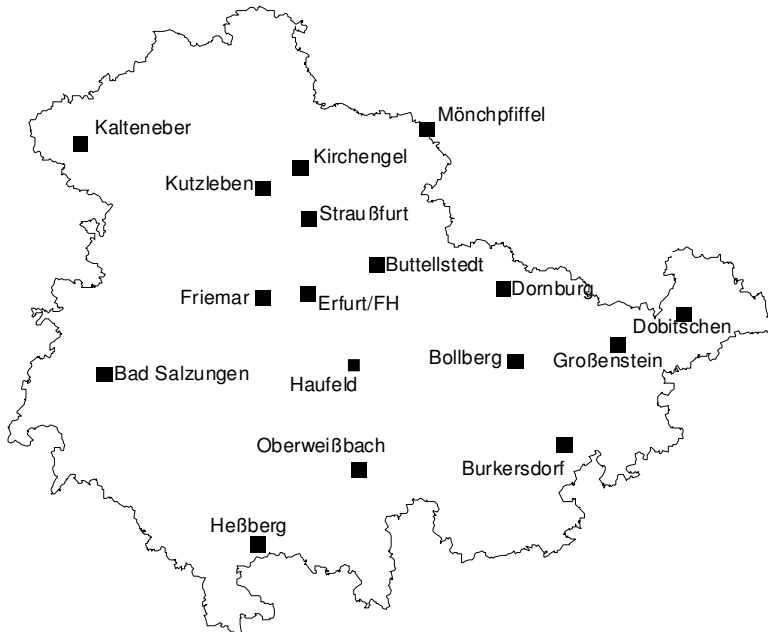 Mönchpfiffel
Kalteneber
Kirchengel
Kutzleben
Straußfurt
Buttellstedt
Dornburg
Friemar
Erfurt/FH
Dobitschen
Bollberg
Großenstein
Bad Salzungen
Haufeld
Oberweißbach
Burkersdorf
Heßberg